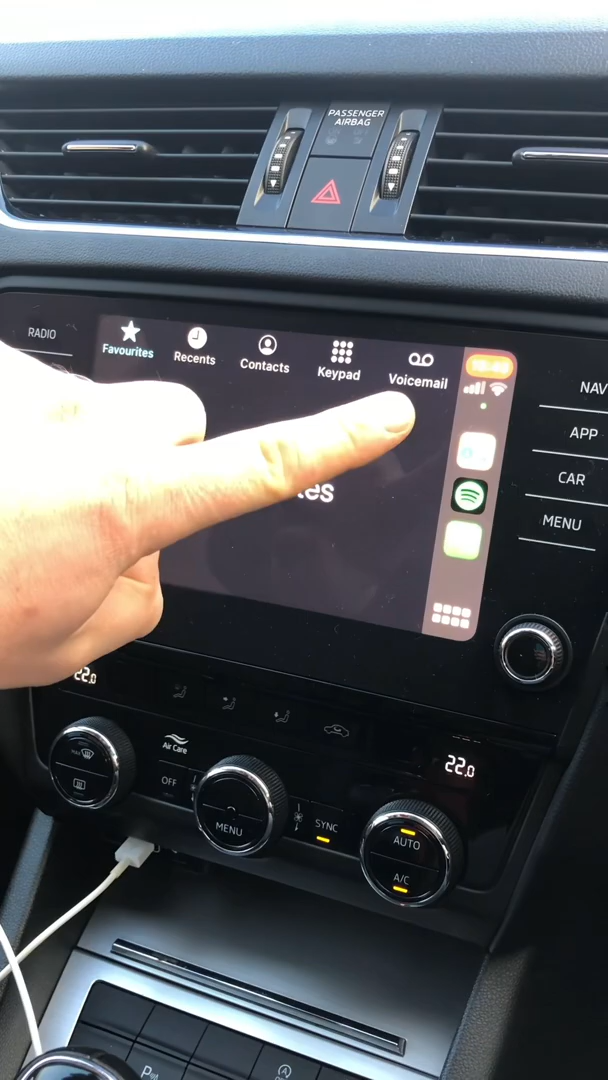 PASSENGER
AIRBAG
RADIO
Favourites
Recents
Contacts
Keypad
Voicemail
NAV
APP
CAR
MENU
tes
22.0
22.0
Air Care
OFF
MENU
SYNC
AUTO
A/C